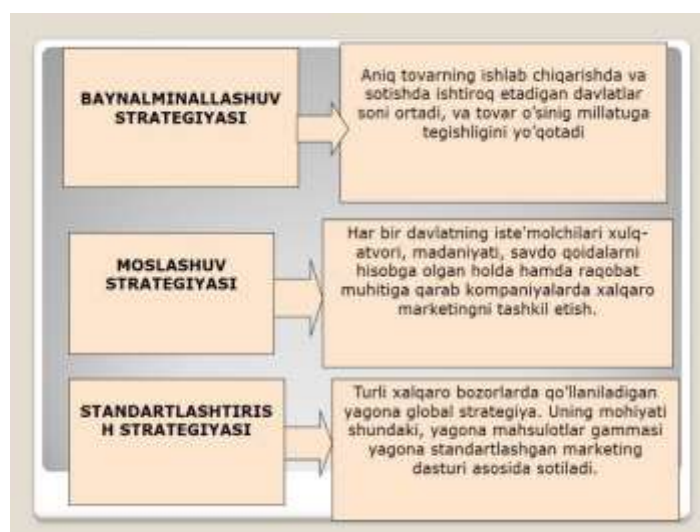 BAYNALMINALLASHUV
STRATEGIYASI
Aniq tovarning ishlab chiqarishda va
sotishda ishtiroq etadigan davlatlar
soni ortadi, va tovar o'sinig millatuga
tegishligini yo'qotadi
MOSLASHUV
STRATEGIYASI
Har bir davlatning iste'molchilari xulq-
atvori, madaniyati, savdo qoidalarni
hisobga olgan holda hamda raqobat
muhitiga qarab kompaniyalarda xalqaro
marketingni tashkil etish.
STANDARTLASHTIRIS
H STRATEGIYASI
Turli xalqaro bozorlarda qo'llaniladigan
yagona global strategiya. Uning mohiyati
shundaki, yagona mahsulotlar gammasi
yagona standartlashgan marketing
dasturi asosida sotiladi.